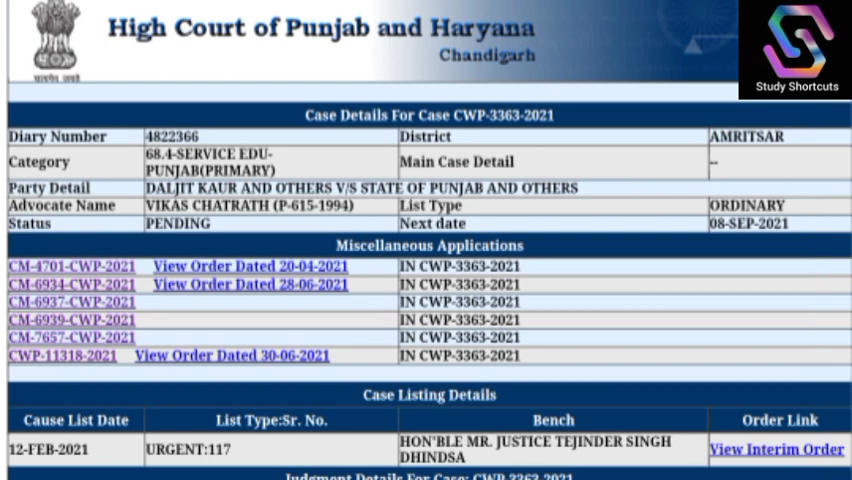 High Court of Punjab and Haryana
Chandigarh
Study Shortcuts
Case Details For Case CWP-3363-2021
Diary Number 4822366 District AMRITSAR
Category 68.4-SERVICE EDU-PUNJAB(PRIMARY) Main Case Detail --
Party Detail DALJIT KAUR AND OTHERS V/S STATE OF PUNJAB AND OTHERS
Advocate Name VIKAS CHATRATH (P-615-1994) List Type ORDINARY
Status PENDING Next date 08-SEP-2021
Miscellaneous Applications
CM-4701-CWP-2021 View Order Dated 20-04-2021 IN CWP-3363-2021
CM-6934-CWP-2021 View Order Dated 28-06-2021 IN CWP-3363-2021
CM-6937-CWP-2021 IN CWP-3363-2021
CM-6939-CWP-2021 IN CWP-3363-2021
CM-7657-CWP-2021 IN CWP-3363-2021
CWP-11318-2021 View Order Dated 30-06-2021 IN CWP-3363-2021
Case Listing Details
Cause List Date List Type:Sr. No. Bench Order Link
12-FEB-2021 URGENT:117 HON'BLE MR. JUSTICE TEJINDER SINGH DHINDSA View Interim Order
Judgment Details For Case: CWP-3363-2021